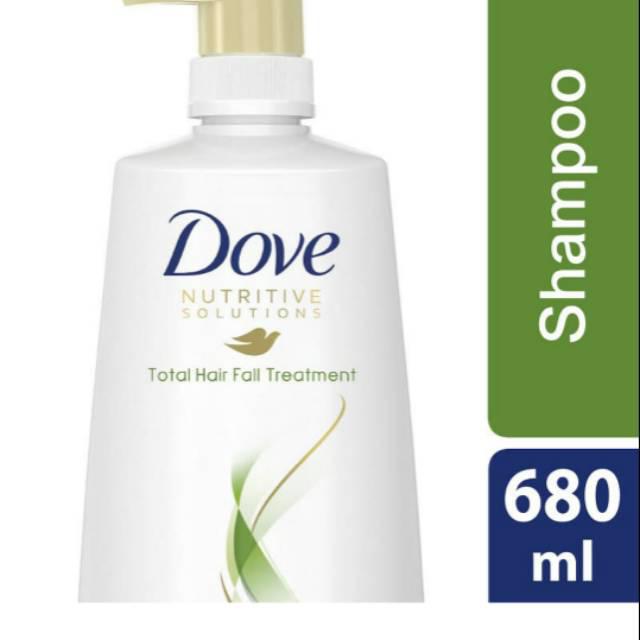 Dove
NUTRITIVE
SOLUTIONS
Total Hair Fall Treatment
Shampoo
680
ml